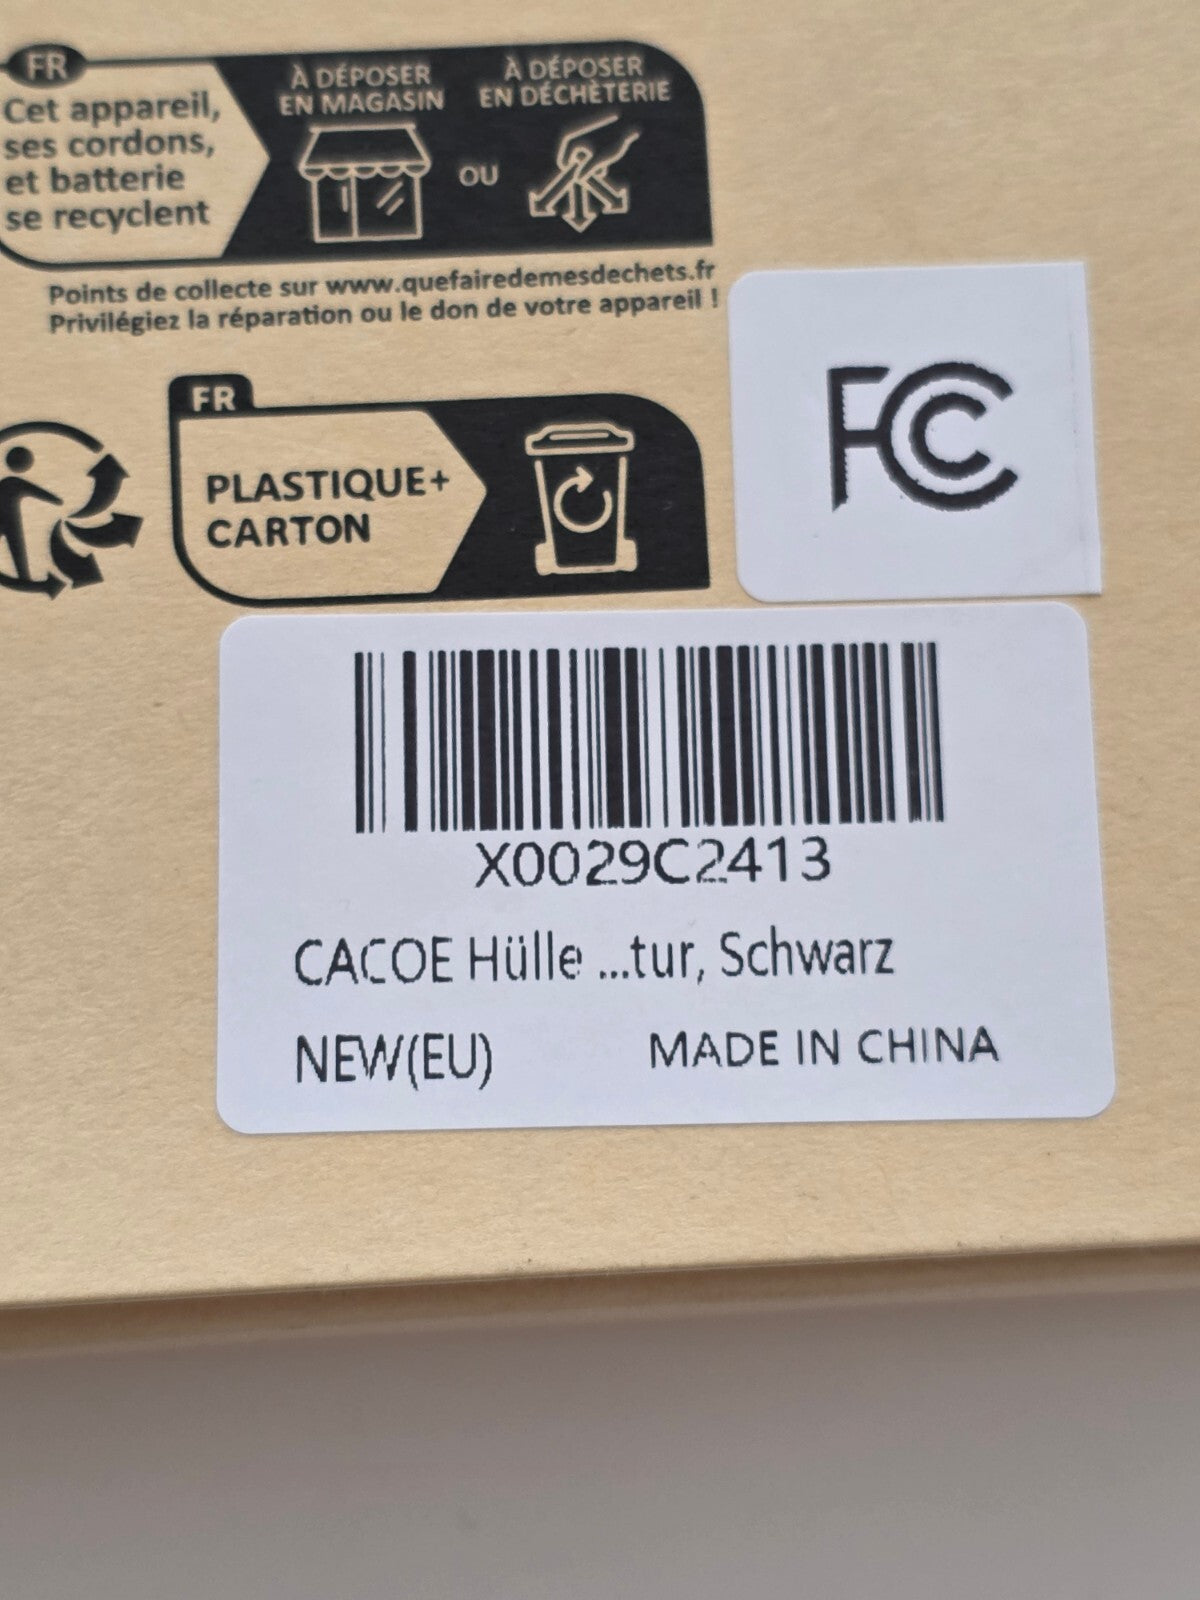 FR
Cet appareil,
ses cordons,
et batterie
se recyclent
À DÉPOSER
EN MAGASIN
OU
À DÉPOSER
EN DÉCHÈTERIE
Points de collecte sur www.quefairedemesdechets.fr
Privilégiez la réparation ou le don de votre appareil !
FR
PLASTIQUE+
CARTON
FC
X0029C2413
CACOE Hülle ...tur, Schwarz
NEW(EU) MADE IN CHINA